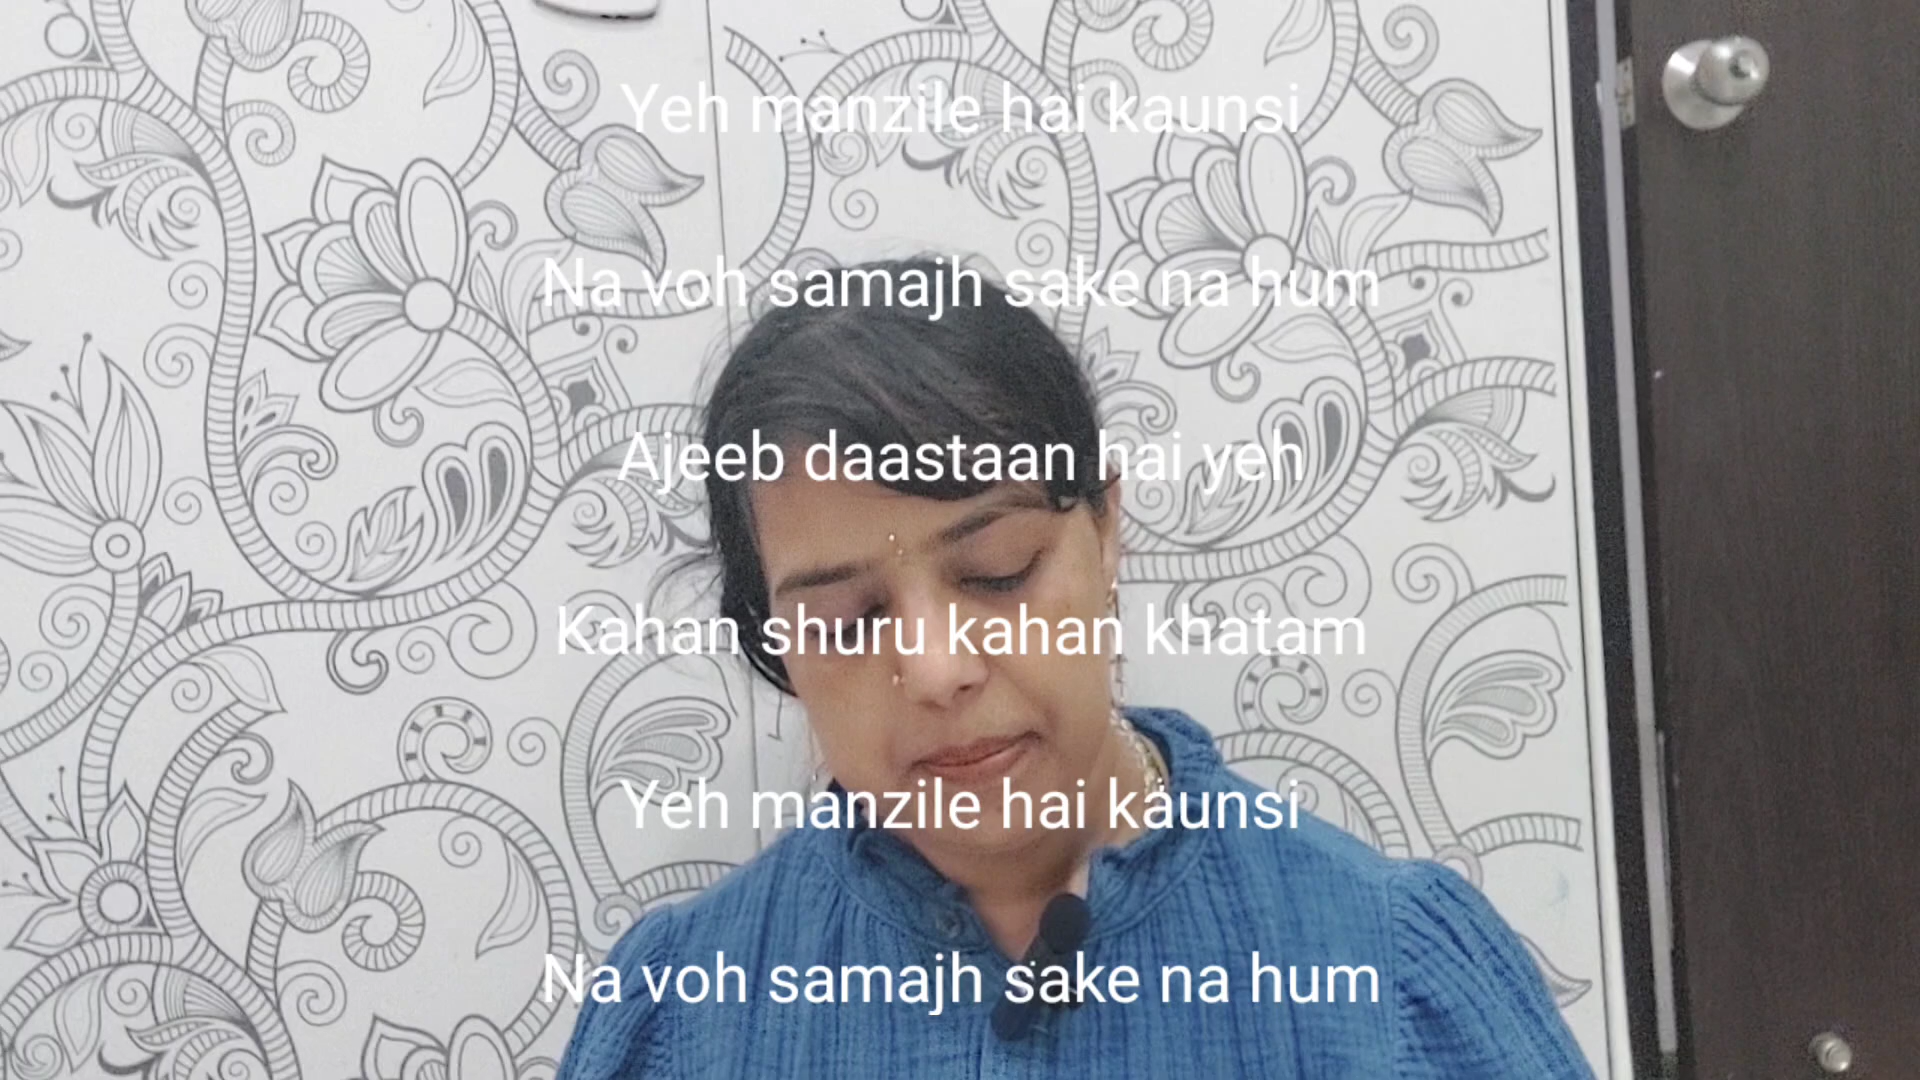 Yeh manzile hai kaunsi
Na voh samajh sake na hum
Ajeeb daastaan hai yeh
Kahan shuru kahan khatam
Yeh manzile hai kaunsi
Na voh samajh sake na hum